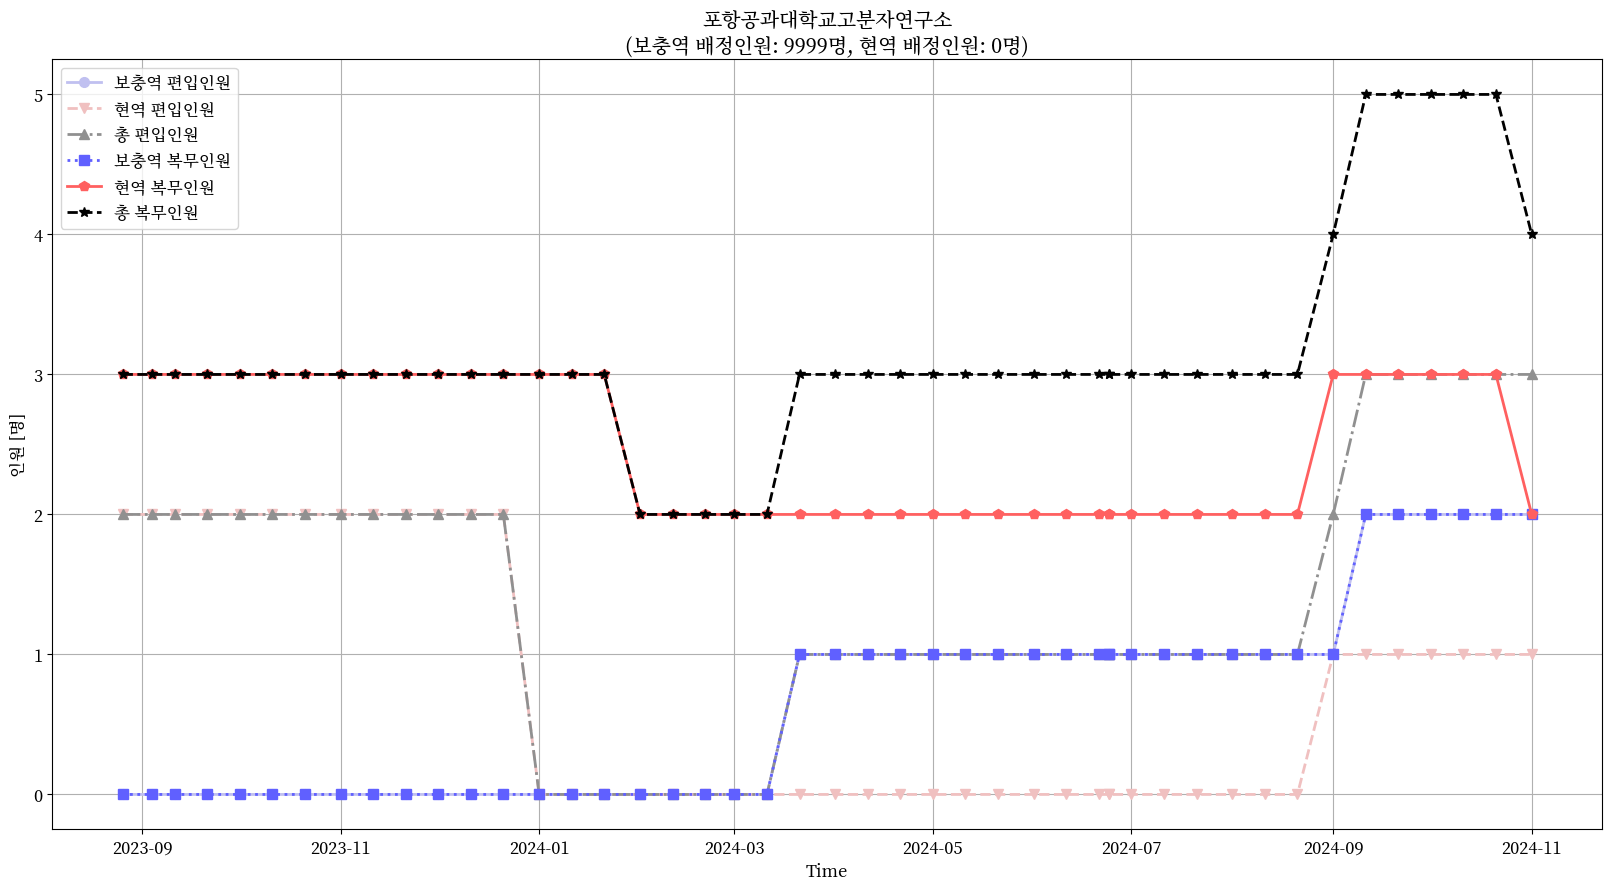 포항공과대학교고분자연구소
(보충역 배정인원: 9999명, 현역 배정인원: 0명)
보충역 편입인원
현역 편입인원
총 편입인원
보충역 복무인원
현역 복무인원
총 복무인원
5
4
3
2
1
0
인원 [명]
2023-09
2023-11
2024-01
2024-03
2024-05
2024-07
2024-09
2024-11
Time